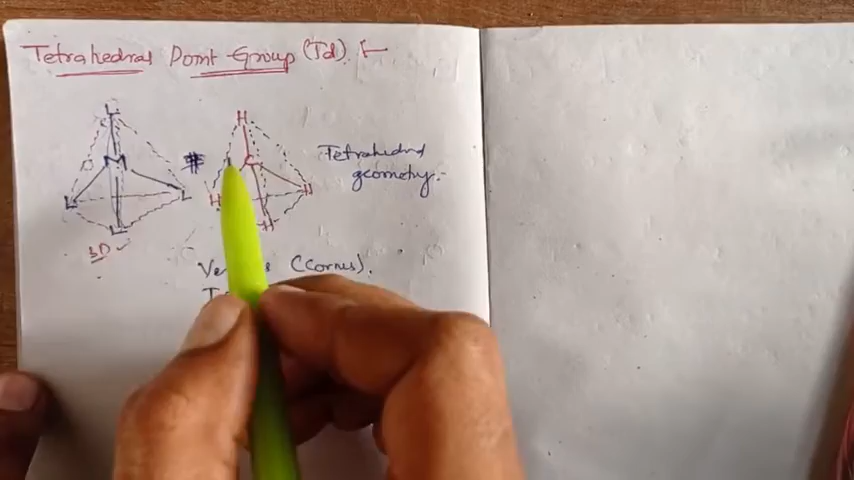 Tetrahedral Point Group (Td).
L
M
L L
L
3D ✓
#
H
C
H H
H
Tetrahedral
geometry:-
(Corners).